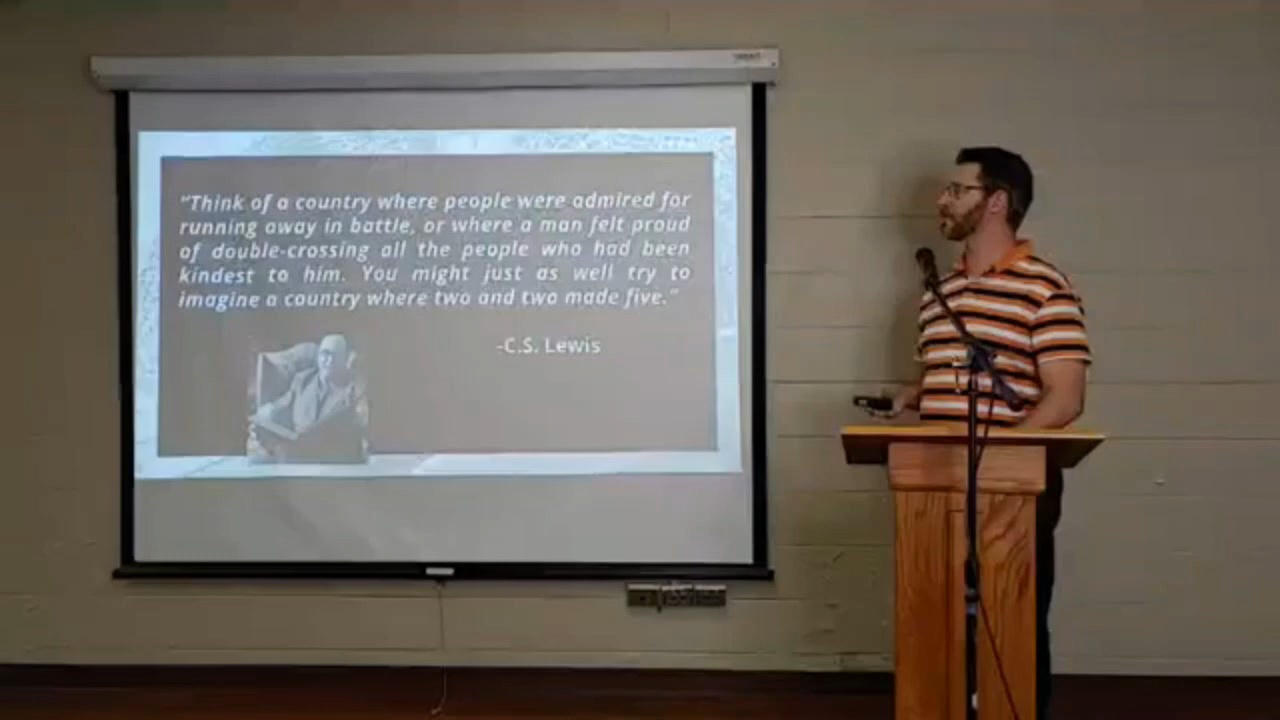 "Think of a country where people were admired for
running away in battle, or where a man felt proud
of double-crossing all the people who had been
kindest to him. You might just as well try to
imagine a country where two and two made five."
-C.S. Lewis